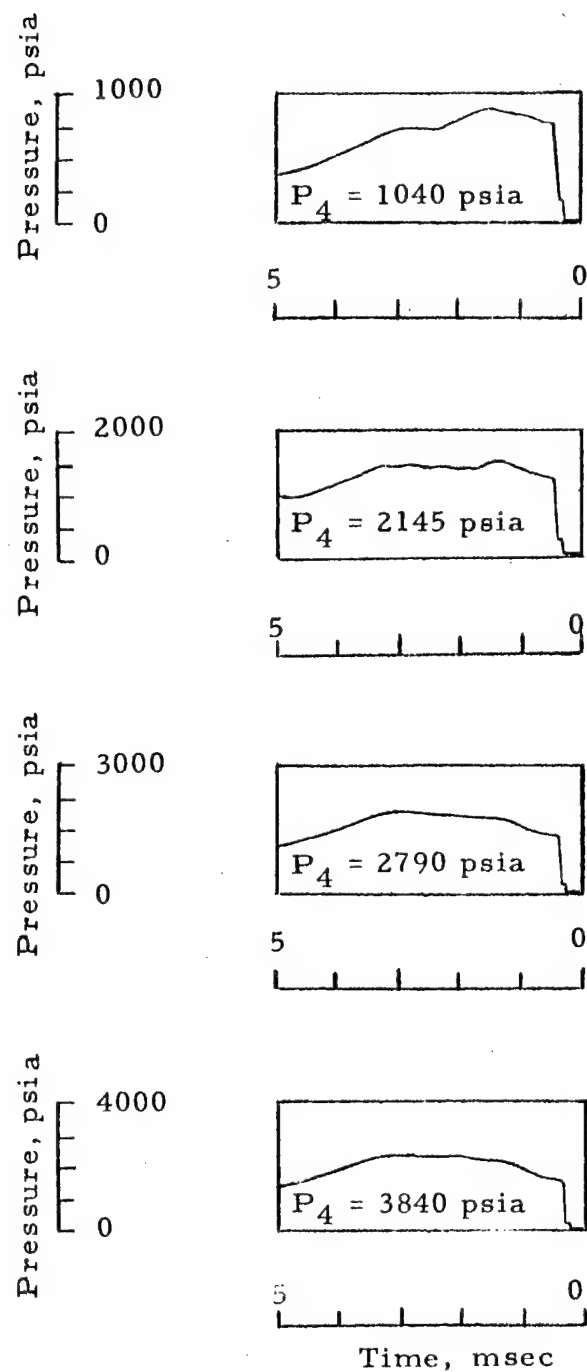 Pressure, psia
1000
0
P4 = 1040 psia
5 0
Pressure, psia
2000
0
P4 = 2145 psia
5 0
Pressure, psia
3000
0
P4 = 2790 psia
5 0
Pressure, psia
4000
0
P4 = 3840 psia
5 0
Time, msec